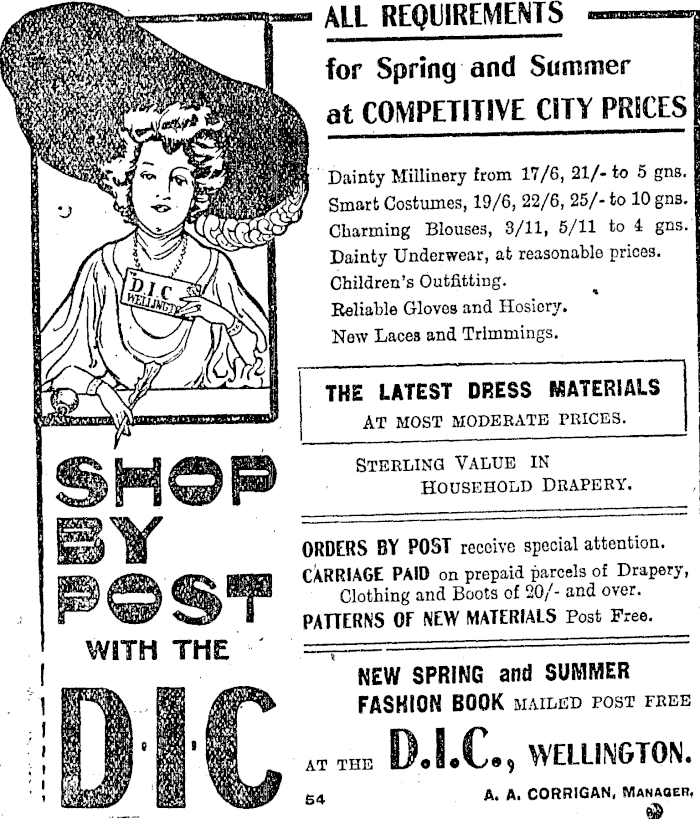 D.I.C
WELLINGT
SHOP
BY
POST
WITH THE
D.I.C
ALL REQUIREMENTS
for Spring and Summer
at COMPETITIVE CITY PRICES
Dainty Millinery from 17/6, 21/- to 5 gns.
Smart Costumes, 19/6, 22/6, 25/- to 10 gns.
Charming Blouses, 3/11, 5/11 to 4 gns.
Dainty Underwear, at reasonable prices.
Children's Outfitting.
Reliable Gloves and Hosiery.
New Laces and Trimmings.
THE LATEST DRESS MATERIALS
AT MOST MODERATE PRICES.
STERLING VALUE IN
HOUSEHOLD DRAPERY.
ORDERS BY POST receive special attention.
CARRIAGE PAID on prepaid parcels of Drapery,
Clothing and Boots of 20/- and over.
PATTERNS OF NEW MATERIALS Post Free.
NEW SPRING and SUMMER
FASHION BOOK MAILED POST FREE
AT THE D.I.C., WELLINGTON.
54 A. A. CORRIGAN, MANAGER,